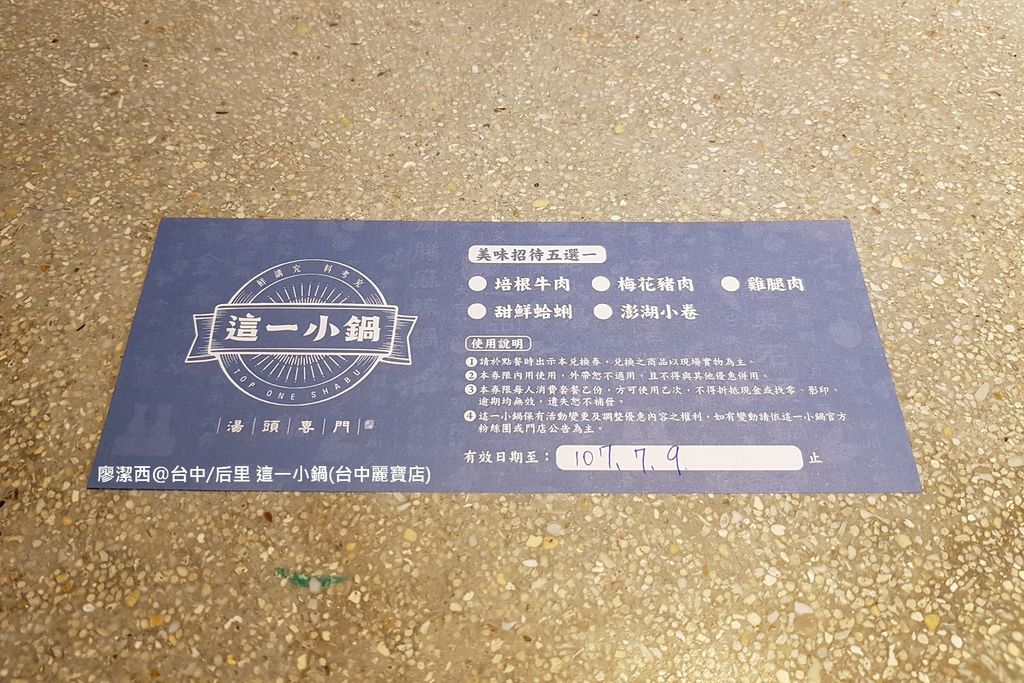 鮮講究 料考究
這一小鍋
TOP ONE SHABU
湯頭專門
美味招待五選一
培根牛肉 梅花豬肉 雞腿肉
甜鮮蛤蜊 澎湖小卷
使用說明
1 請於點餐時出示本兌換券，兌換之商品以現場實物為主。
2 本券限內用使用，外帶恕不適用，且不得與其他優惠併用。
3 本券限每人消費套餐乙份，方可使用乙次，不得折抵現金或找零、影印、
逾期均無效，遺失恕不補發。
4 這一小鍋保有活動變更及調整優惠內容之權利，如有變動請依這一小鍋官方
粉絲團或門店公告為主。
有效日期至：107.7.9. 止
廖潔西@台中/后里 這一小鍋(台中麗寶店)